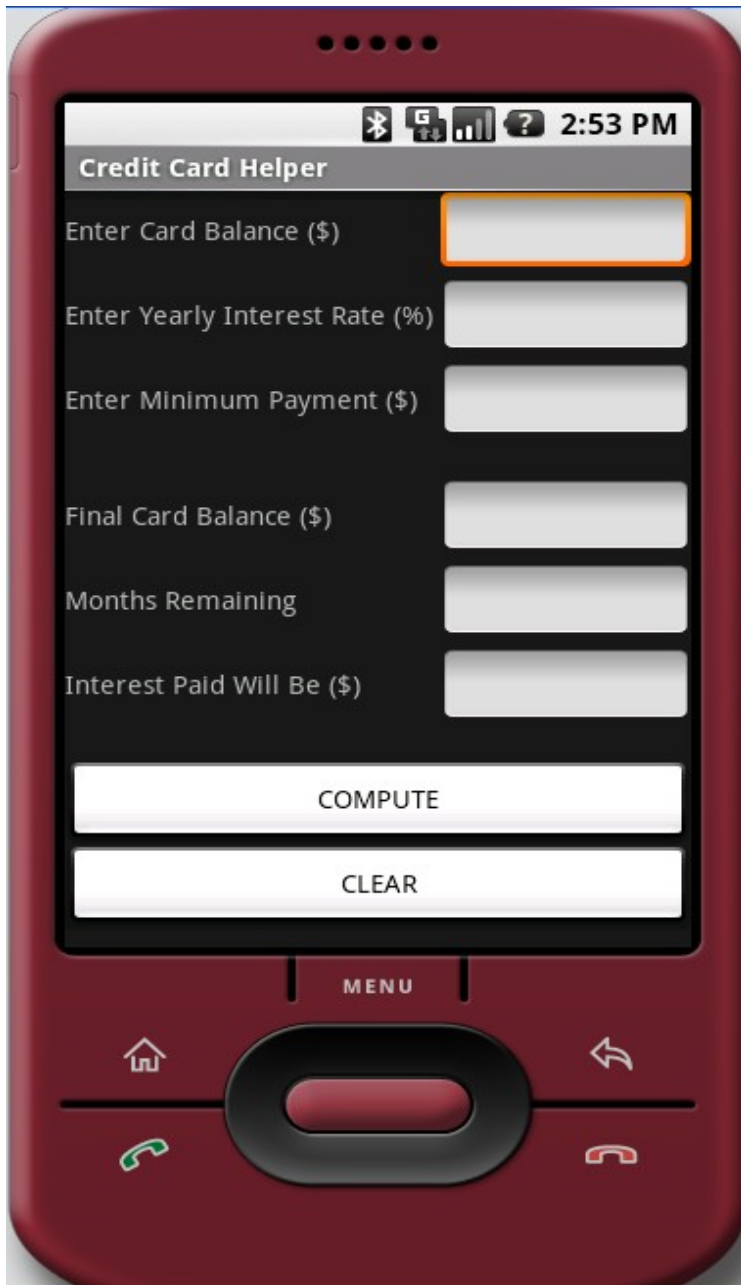 2:53 PM
Credit Card Helper
Enter Card Balance ($)
Enter Yearly Interest Rate (%)
Enter Minimum Payment ($)
Final Card Balance ($)
Months Remaining
Interest Paid Will Be ($)
COMPUTE
CLEAR
MENU